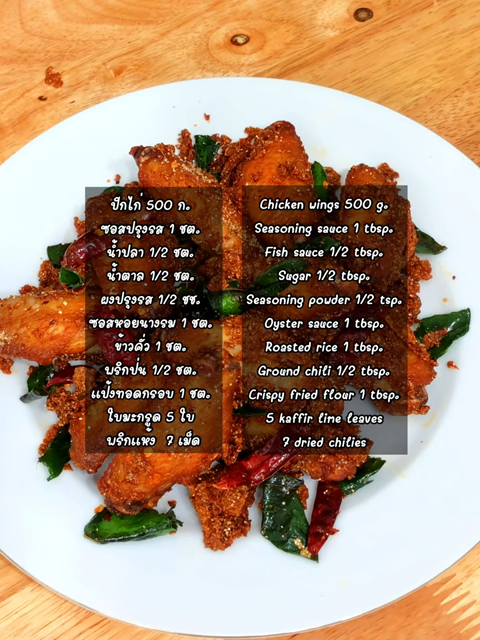 ปีกไก่ 500 ก.
ซอสปรุงรส 1 ชต.
น้ำปลา 1/2 ชต.
น้ำตาล 1/2 ชต.
ผงปรุงรส 1/2 ชช.
ซอสหอยนางรม 1 ชต.
ข้าวคั่ว 1 ชต.
พริกป่น 1/2 ชต.
แป้งทอดกรอบ 1 ชต.
ใบมะกรูด 5 ใบ
พริกแห้ง 7 เม็ด
Chicken wings 500 g.
Seasoning sauce 1 tbsp.
Fish sauce 1/2 tbsp.
Sugar 1/2 tbsp.
Seasoning powder 1/2 tsp.
Oyster sauce 1 tbsp.
Roasted rice 1 tbsp.
Ground chili 1/2 tbsp.
Crispy fried flour 1 tbsp.
5 kaffir lime leaves
7 dried chilies